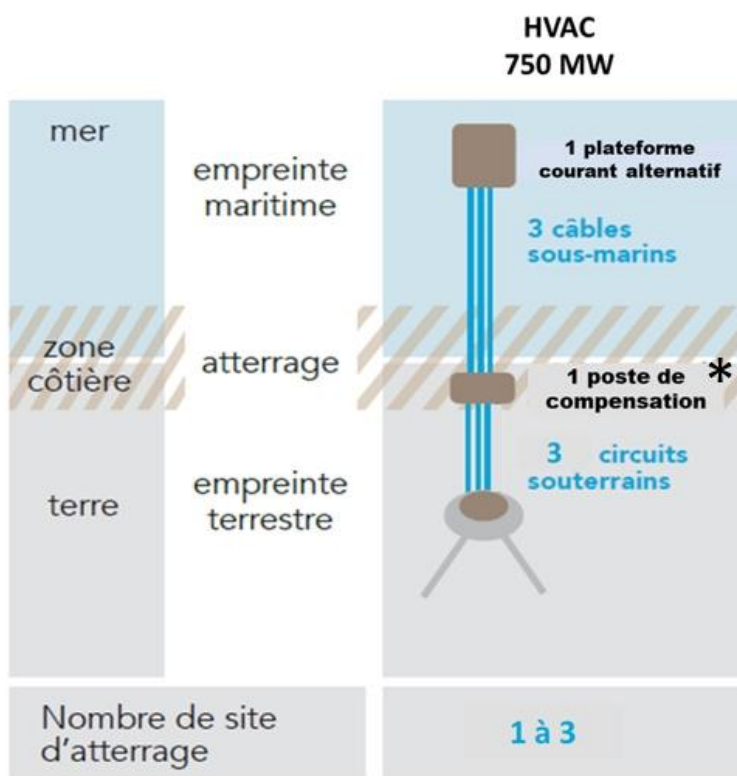 HVAC
750 MW
mer
empreinte
maritime
1 plateforme
courant alternatif
3 câbles
sous-marins
zone
côtière
atterrage
1 poste de *
compensation
terre
empreinte
terrestre
3 circuits
souterrains
Nombre de site
d'atterrage
1 à 3